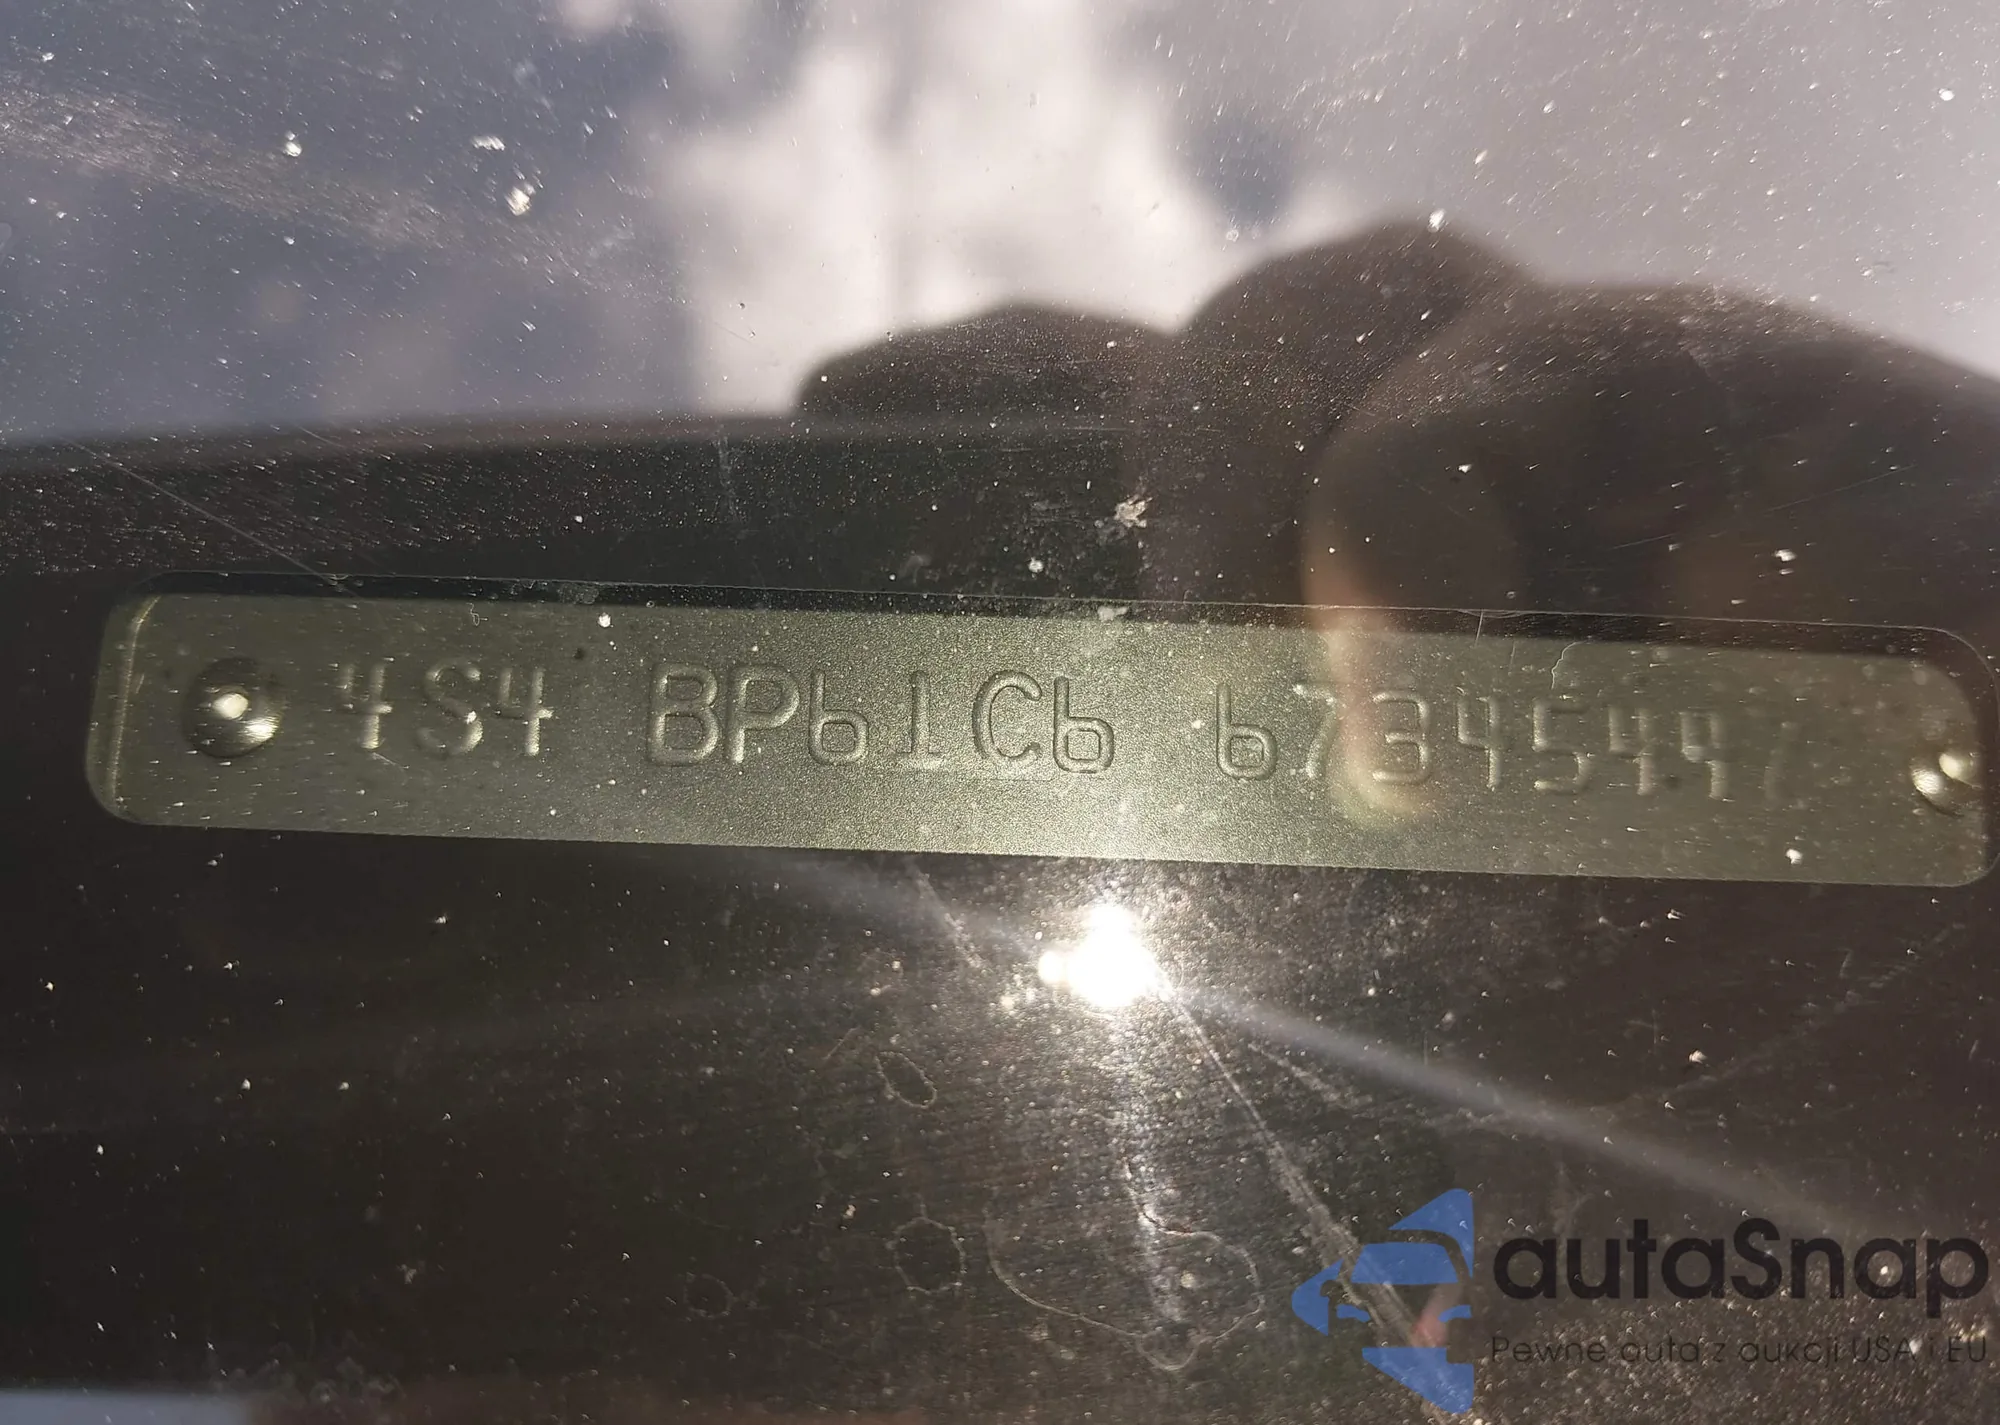 4S4 BP61C6 67345447
autaSnap
Pewne auta z aukcji USA i EU